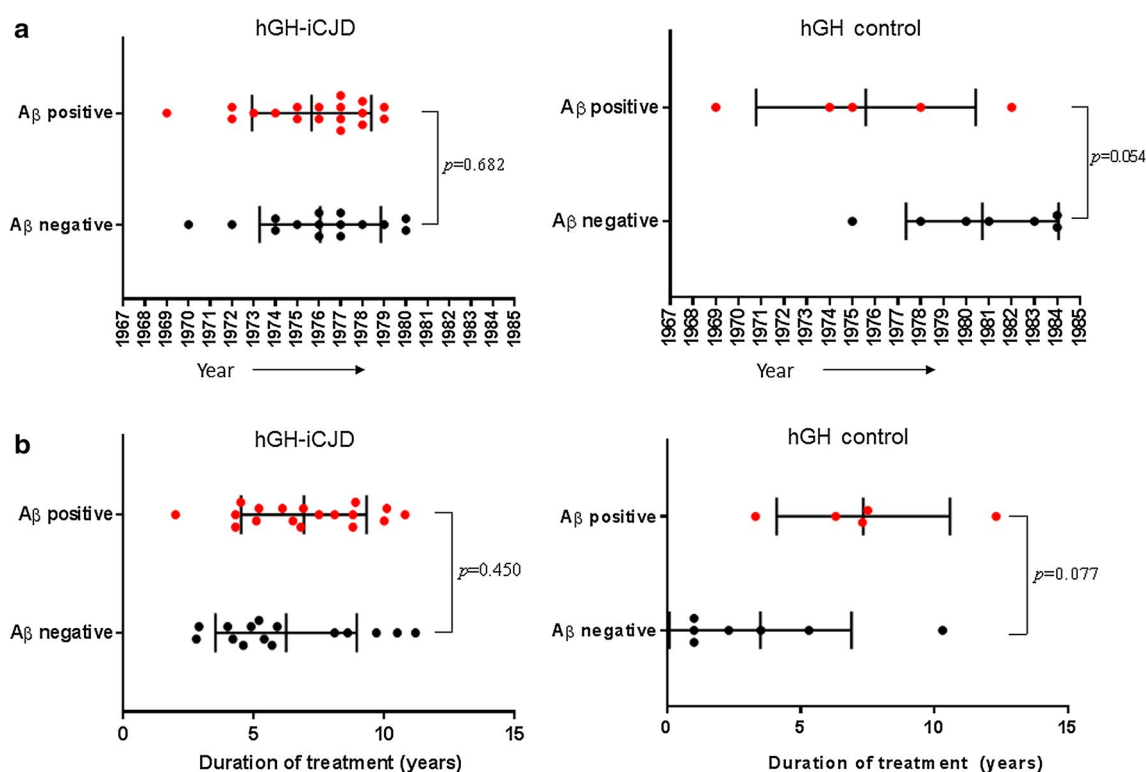 a
hGH-iCJD
Aβ positive
Aβ negative
p=0.682
1967 1968 1969 1970 1971 1972 1973 1974 1975 1976 1977 1978 1979 1980 1981 1982 1983 1984 1985
Year
hGH control
Aβ positive
Aβ negative
p=0.054
1967 1968 1969 1970 1971 1972 1973 1974 1975 1976 1977 1978 1979 1980 1981 1982 1983 1984 1985
Year
b
hGH-iCJD
Aβ positive
Aβ negative
p=0.450
0 5 10 15
Duration of treatment (years)
hGH control
Aβ positive
Aβ negative
p=0.077
0 5 10 15
Duration of treatment (years)